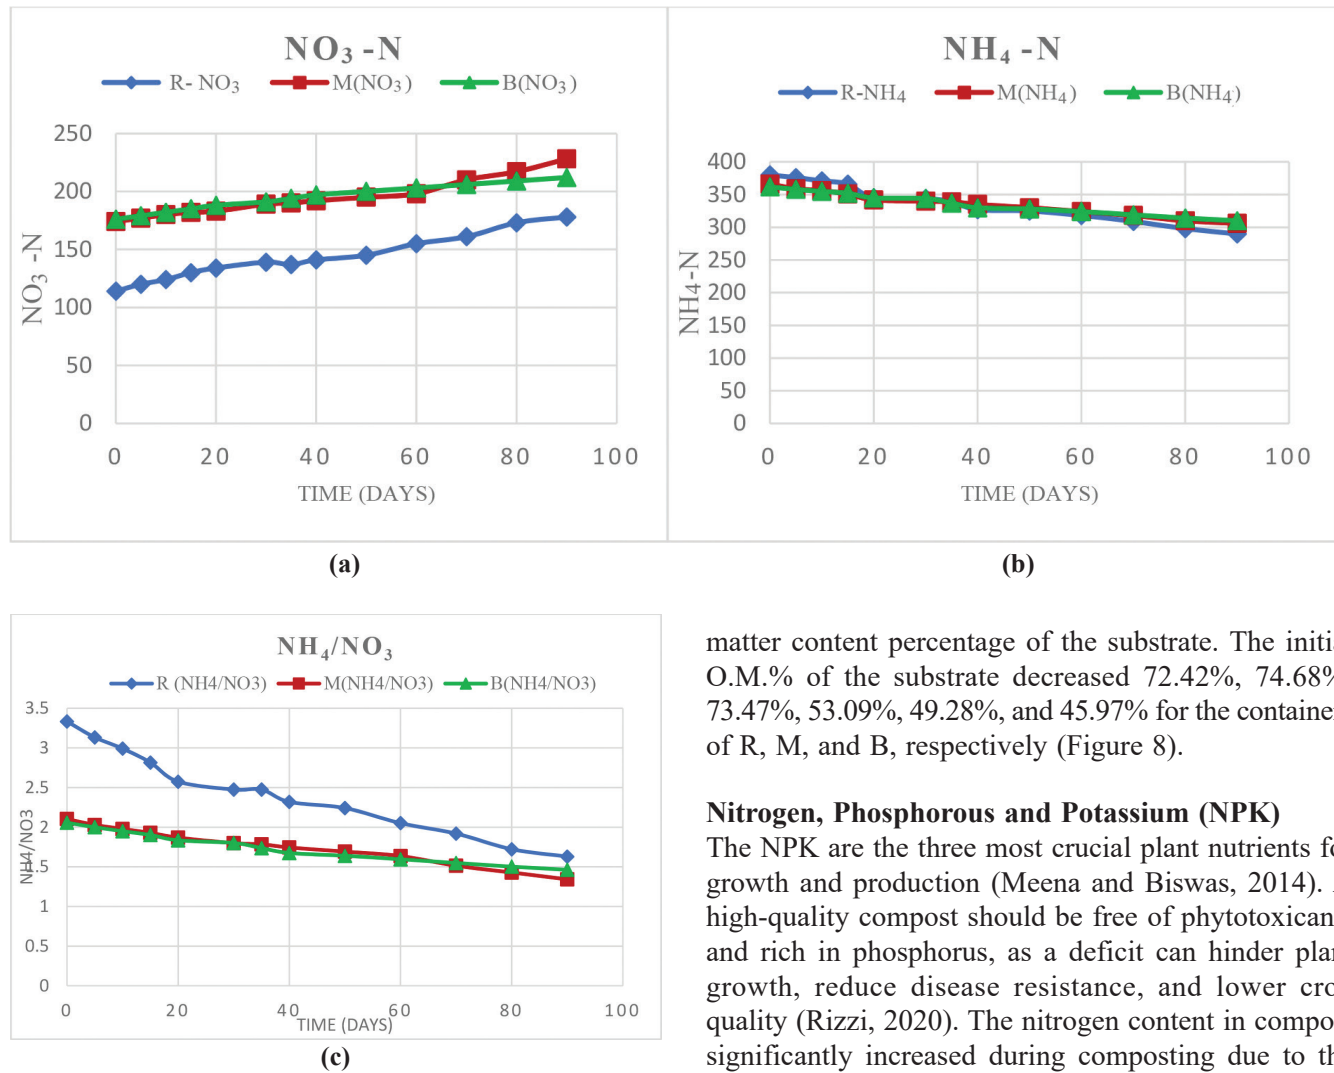 NO₃ -N
R- NO₃ M(NO₃) B(NO₃)
250
200
150
100
50
0
NO₃ -N
0 20 40 60 80 100
TIME (DAYS)
(a)
NH₄ -N
R-NH₄ M(NH₄) B(NH₄)
400
350
300
250
300
150
100
50
0
NH₄-N
0 20 40 60 80 100
TIME (DAYS)
(b)
NH₄/NO₃
R (NH4/NO3) M(NH4/NO3) B(NH4/NO3)
3.5
3
2.5
2
1.5
1
0.5
0
NH4/NO3
0 20 40 60 80 100
TIME (DAYS)
(c)
matter content percentage of the substrate. The initia
O.M.% of the substrate decreased 72.42%, 74.68%
73.47%, 53.09%, 49.28%, and 45.97% for the container
of R, M, and B, respectively (Figure 8).
Nitrogen, Phosphorous and Potassium (NPK)
The NPK are the three most crucial plant nutrients fo
growth and production (Meena and Biswas, 2014).
high-quality compost should be free of phytotoxican
and rich in phosphorus, as a deficit can hinder plan
growth, reduce disease resistance, and lower cro
quality (Rizzi, 2020). The nitrogen content in compo
significantly increased during composting due to th